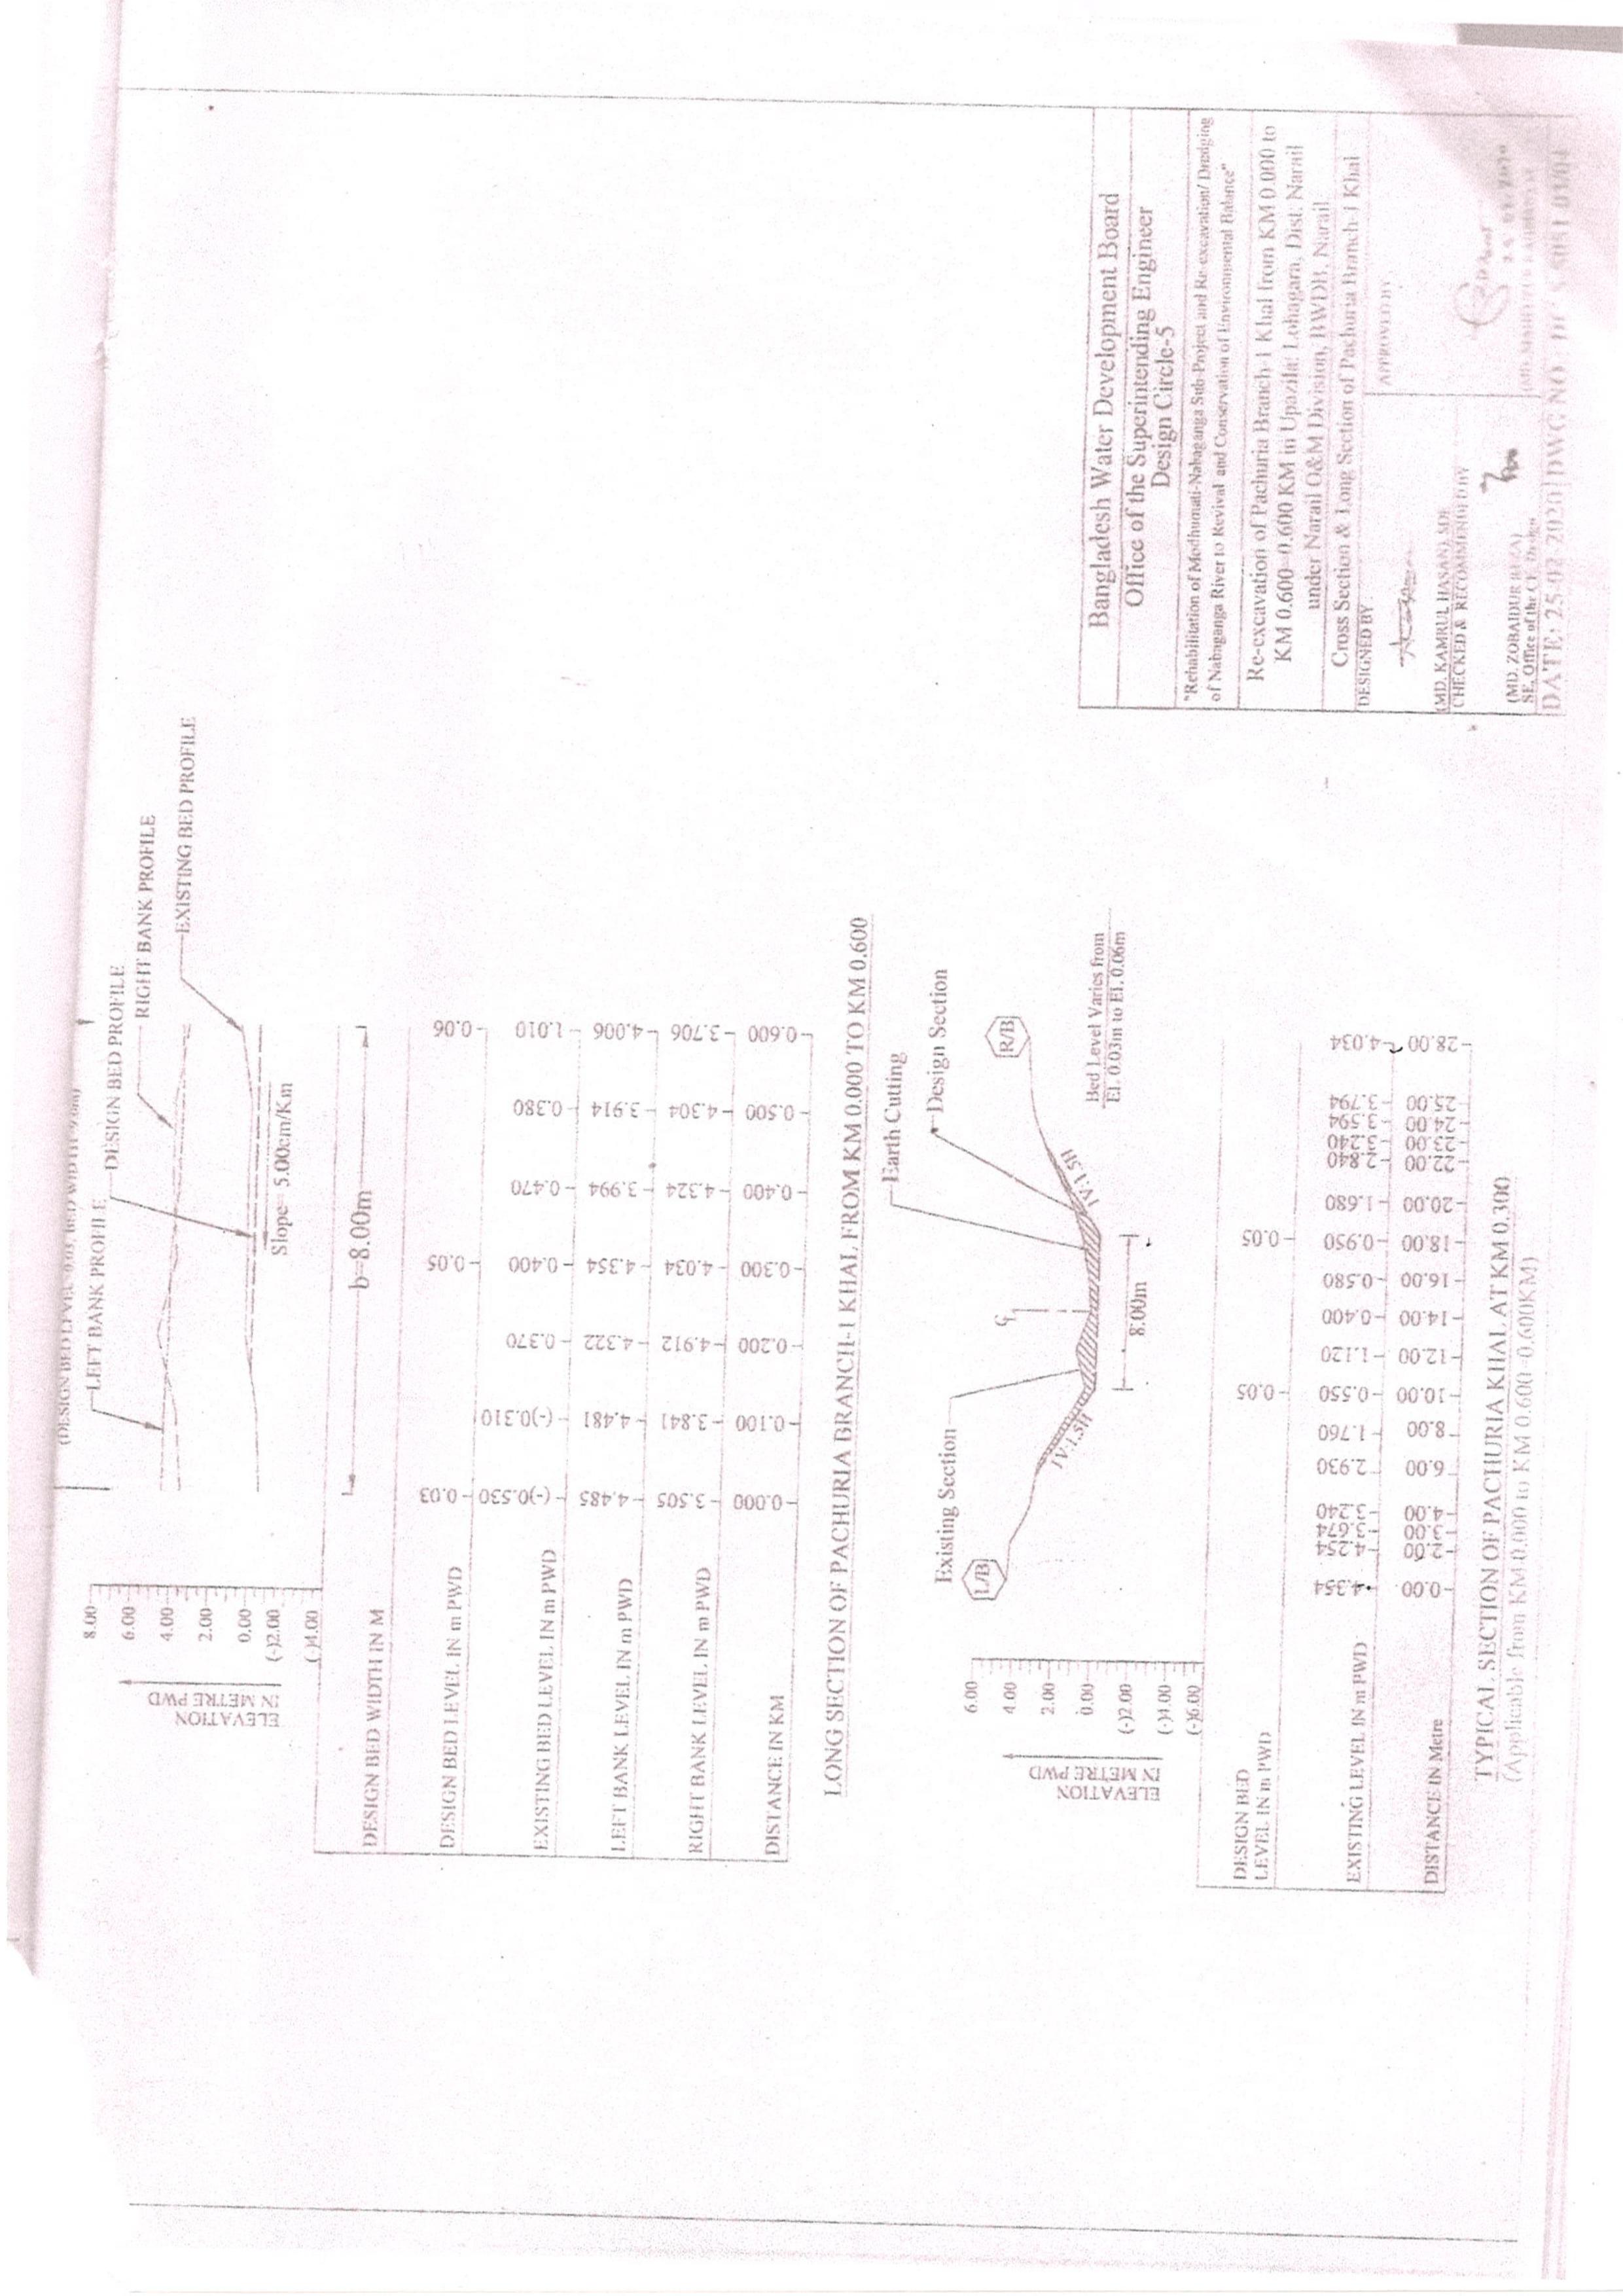 LEFT BANK PROFILE
DESIGN BED PROFILE
RIGHT BANK PROFILE
EXISTING BED PROFILE
ELEVATION
IN METRE PWD
8.00
6.00
4.00
2.00
0.00
(-)2.00
(-)4.00
Slope= 5.00cm/Km
DESIGN BED WIDTH IN M
b=8.00m
DESIGN BED LEVEL IN m PWD
0.03 0.05 0.06
EXISTING BED LEVEL IN m PWD
(-)0.530 (-)0.310 0.370 0.400 0.470 0.380 1.010
LEFT BANK LEVEL IN m PWD
4.485 4.481 4.322 4.354 3.994 3.914 4.006
RIGHT BANK LEVEL IN m PWD
3.505 3.841 4.912 4.034 4.324 4.304 3.706
DISTANCE IN KM
0.000 0.100 0.200 0.300 0.400 0.500 0.600
LONG SECTION OF PACHURIA BRANCH-1 KHAL FROM KM 0.000 TO KM 0.600
Existing Section
Earth Cutting
Design Section
L/B
R/B
ELEVATION
IN METRE PWD
6.00
4.00
2.00
0.00
(-)2.00
(-)4.00
(-)6.00
1V:1.5H
1V:1.5H
8.00m
Bed Level Varies from
El. 0.03m to El. 0.06m
DESIGN BED
LEVEL IN m PWD
0.05 0.05
EXISTING LEVEL IN m PWD
4.354 4.254 3.674 3.240 2.930 1.760 0.550 1.120 0.400 0.580 0.950 1.680 2.840 3.240 3.594 3.794 4.034
DISTANCE IN Metre
0.00 2.00 3.00 4.00 6.00 8.00 10.00 12.00 14.00 16.00 18.00 20.00 22.00 23.00 24.00 25.00 28.00
TYPICAL SECTION OF PACHURIA KHAL AT KM 0.300
(Applicable from KM 0.000 to KM 0.600=0.600KM)
Bangladesh Water Development Board
Office of the Superintending Engineer
Design Circle-5
"Rehabilitation of Modhumati-Nabaganga Sub-Project and Re-excavation/ Dredging
of Nabaganga River to Revival and Conservation of Environmental Balance"
Re-excavation of Pachuria Branch-1 Khal from KM 0.000 to
KM 0.600=0.600 KM in Upazila: Lohagara, Dist: Narail
under Narail O&M Division, BWDB, Narail.
Cross Section & Long Section of Pachuria Branch-1 Khal
DESIGNED BY
(MD. KAMRUL HASAN) SDE
CHECKED & RECOMMENDED BY
(MD. ZOBAIDUR REZA)
SE, Office of the CE, Design
APPROVED BY
DATE: 25-02-2020 DWG NO